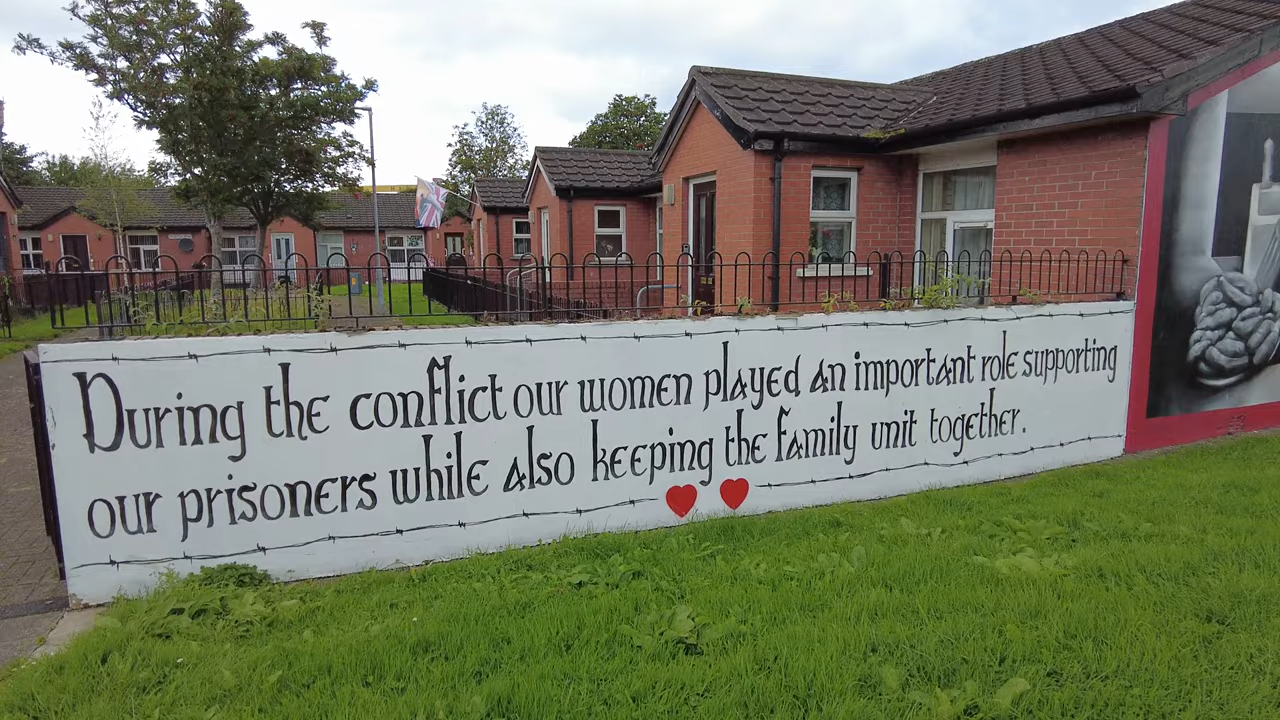 During the conflict our women played an important role supporting
our prisoners while also keeping the family unit together.